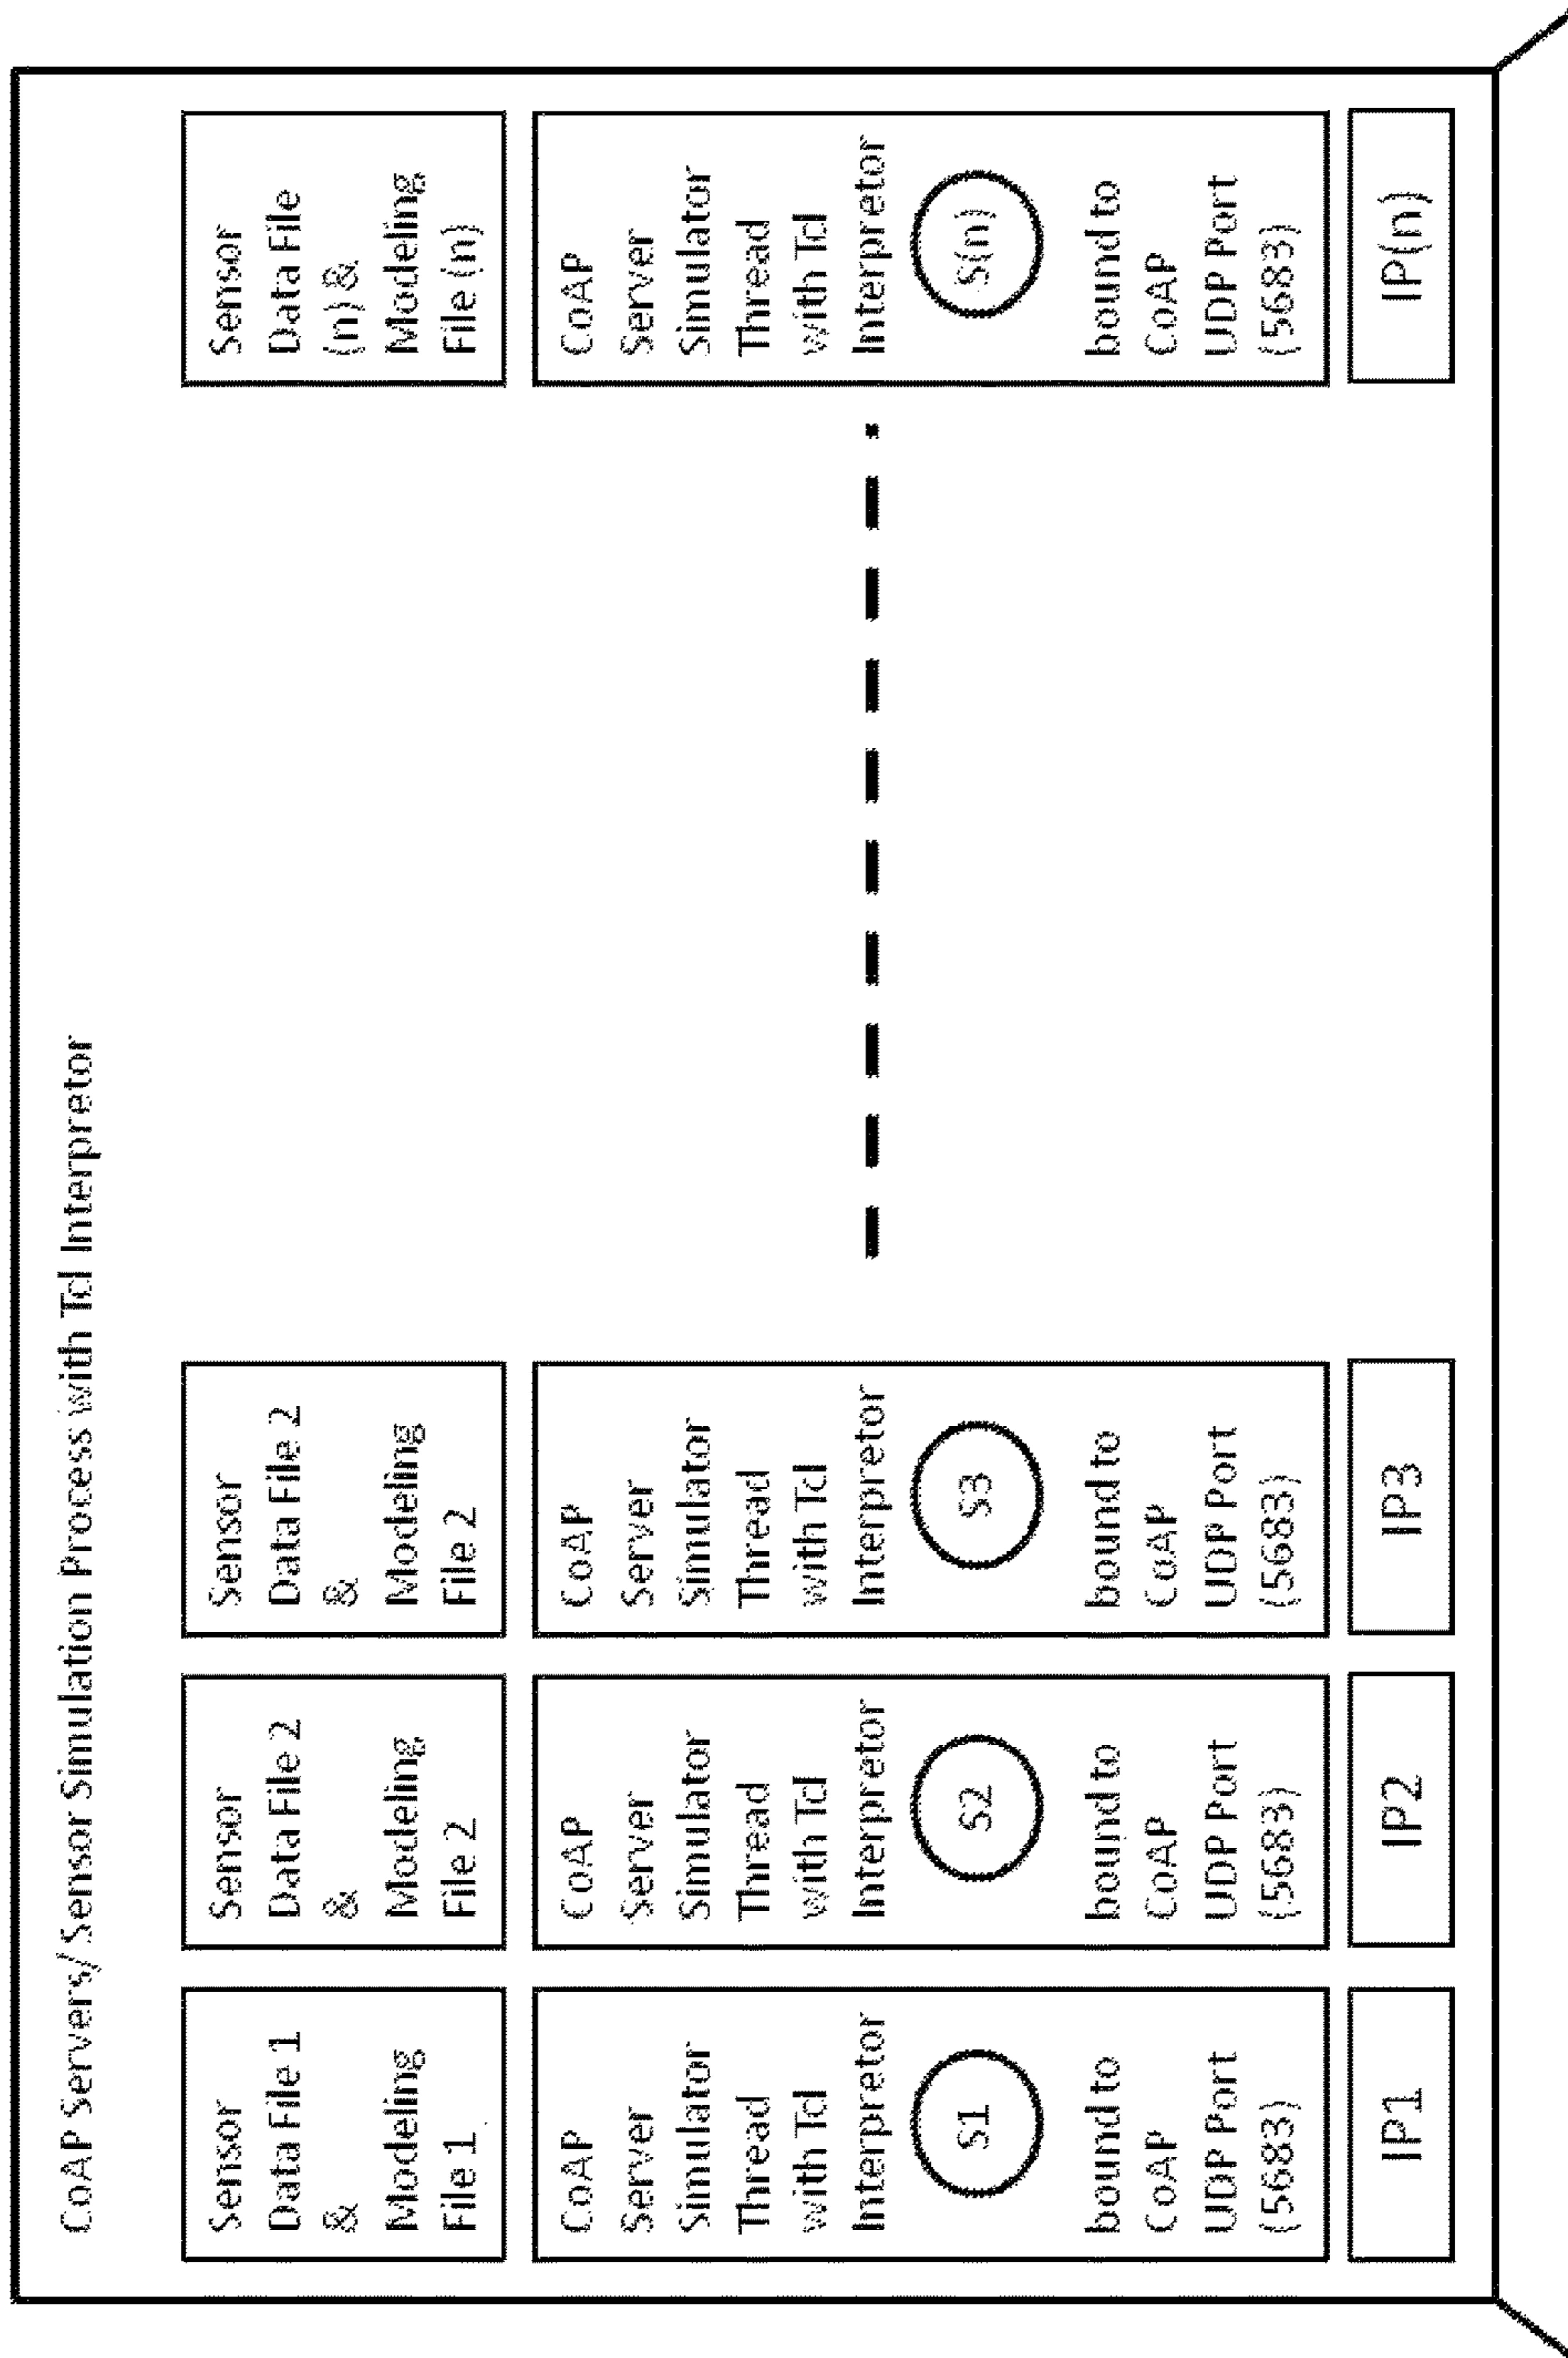 CoAP Servers/ Sensor Simulation Process with Tcl Interpretor
Sensor
Data File 1
&
Modeling
File 1
CoAP
Server
Simulator
Thread
with Tcl
Interpretor
S1
bound to
CoAP
UDP Port
(5683)
IP1
Sensor
Data File 2
&
Modeling
File 2
CoAP
Server
Simulator
Thread
with Tcl
Interpretor
S2
bound to
CoAP
UDP Port
(5683)
IP2
Sensor
Data File 2
&
Modeling
File 2
CoAP
Server
Simulator
Thread
with Tcl
Interpretor
S3
bound to
CoAP
UDP Port
(5683)
IP3
Sensor
Data File
(n) &
Modeling
File (n)
CoAP
Server
Simulator
Thread
with Tcl
Interpretor
S(n)
bound to
CoAP
UDP Port
(5683)
IP(n)